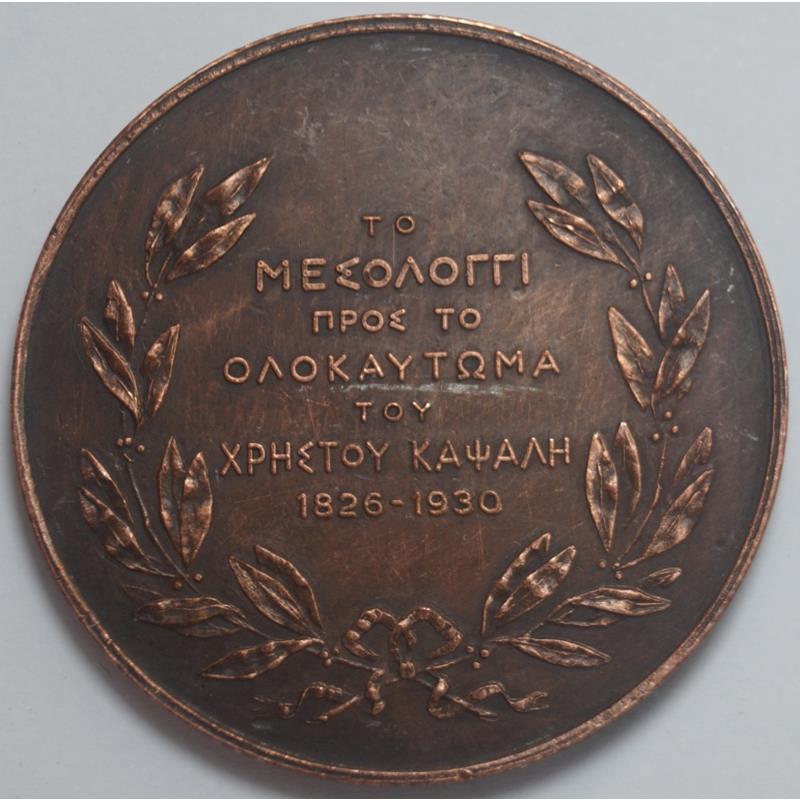 ΤΟ
ΜΕΣΟΛΟΓΓΙ
ΠΡΟΣ ΤΟ
ΟΛΟΚΑΥΤΩΜΑ
ΤΟΥ
ΧΡΗΣΤΟΥ ΚΑΨΑΛΗ
1826-1930